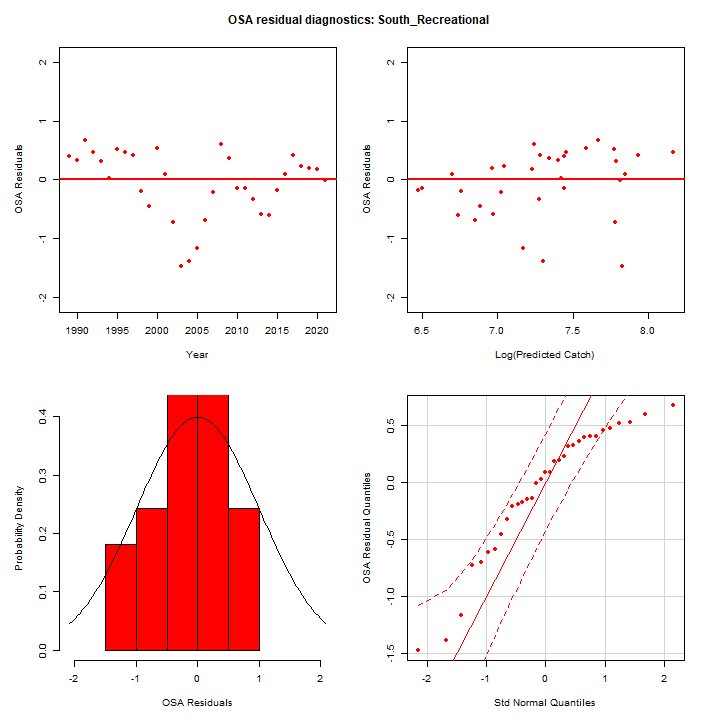 OSA residual diagnostics: South_Recreational
2
1
0
-1
-2
OSA Residuals
1990 1995 2000 2005 2010 2015 2020
Year
2
1
0
-1
-2
OSA Residuals
6.5 7.0 7.5 8.0
Log(Predicted Catch)
0.4
0.3
0.2
0.1
0.0
Probability Density
-2 -1 0 1 2
OSA Residuals
0.5
0.0
-0.5
-1.0
-1.5
OSA Residual Quantiles
-2 -1 0 1 2
Std Normal Quantiles